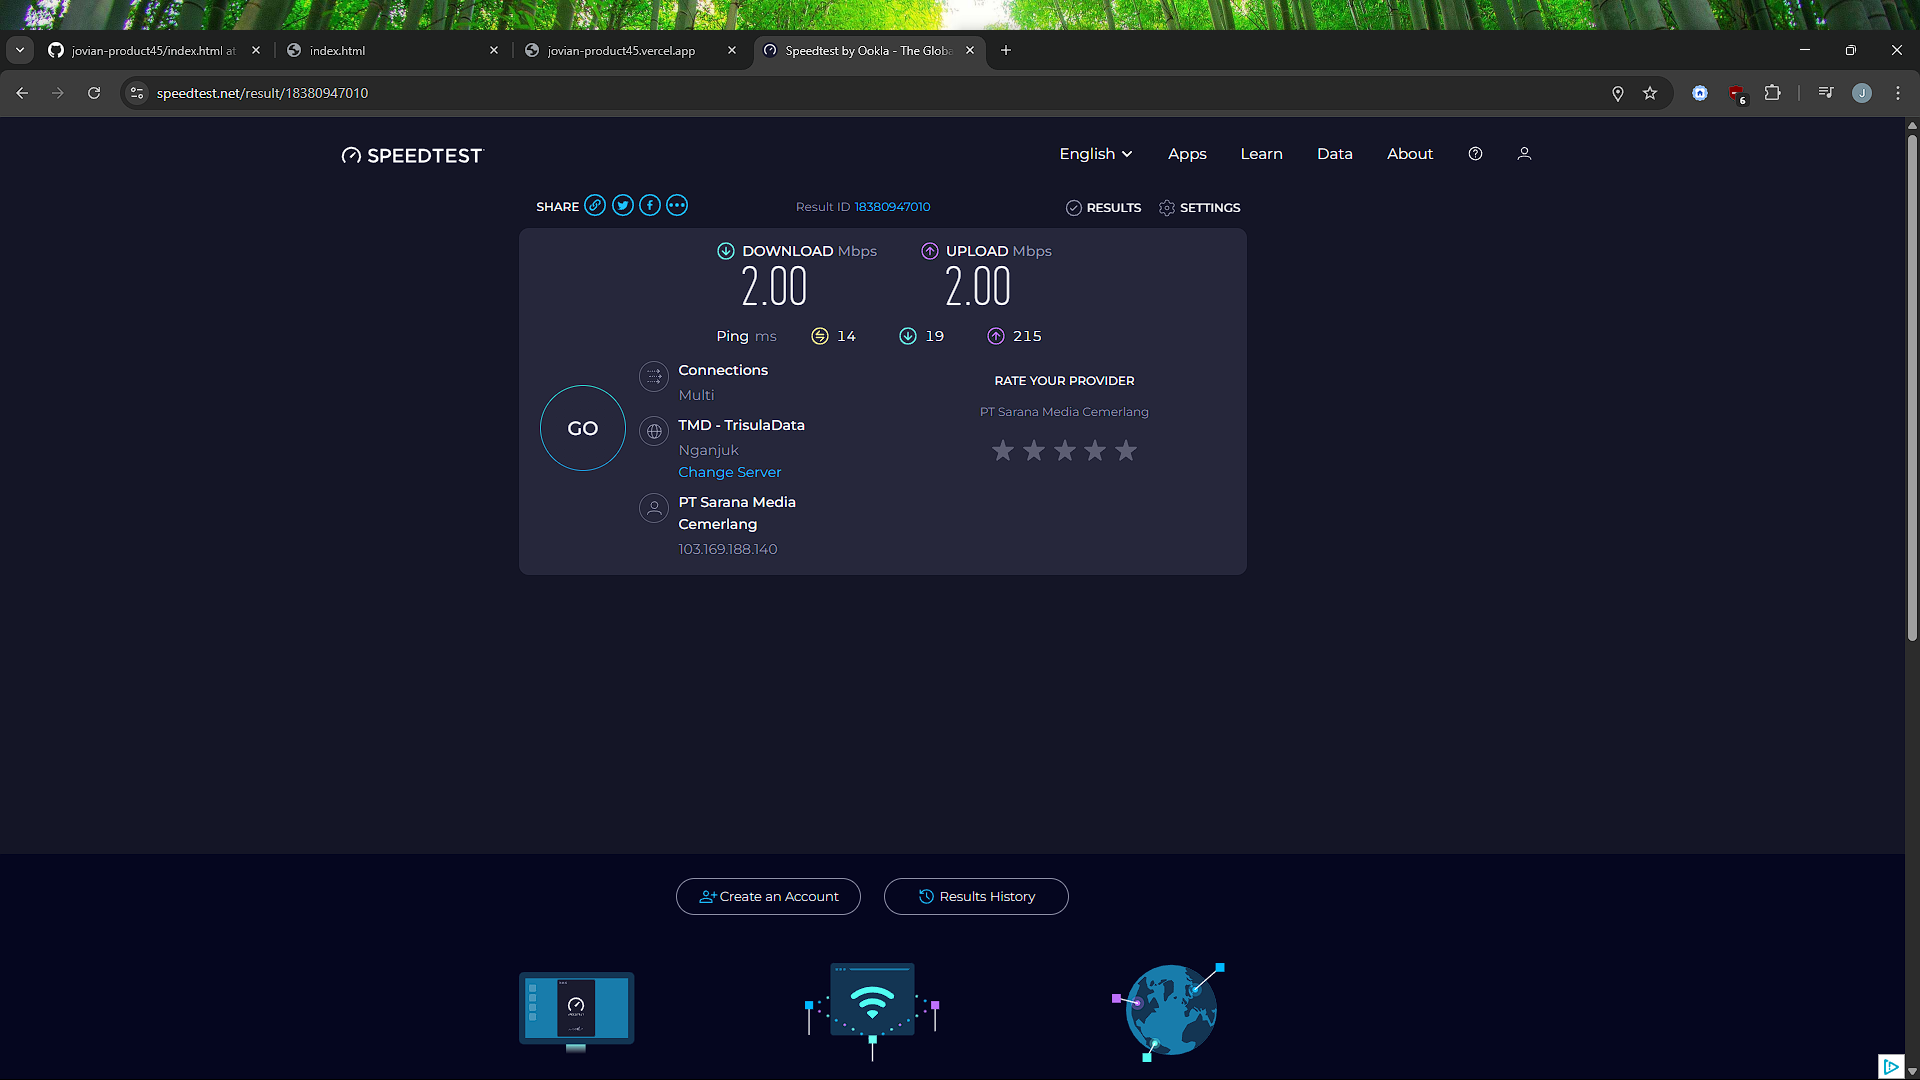 jovian-product45/index.html at
index.html
jovian-product45.vercel.app
Speedtest by Ookla - The Globa
speedtest.net/result/18380947010
6
J
SPEEDTEST
English
Apps
Learn
Data
About
SHARE
Result ID 18380947010
RESULTS
SETTINGS
DOWNLOAD Mbps
2.00
UPLOAD Mbps
2.00
Ping ms
14
19
215
GO
Connections
Multi
TMD - TrisulaData
Nganjuk
Change Server
PT Sarana Media
Cemerlang
103.169.188.140
RATE YOUR PROVIDER
PT Sarana Media Cemerlang
Create an Account
Results History